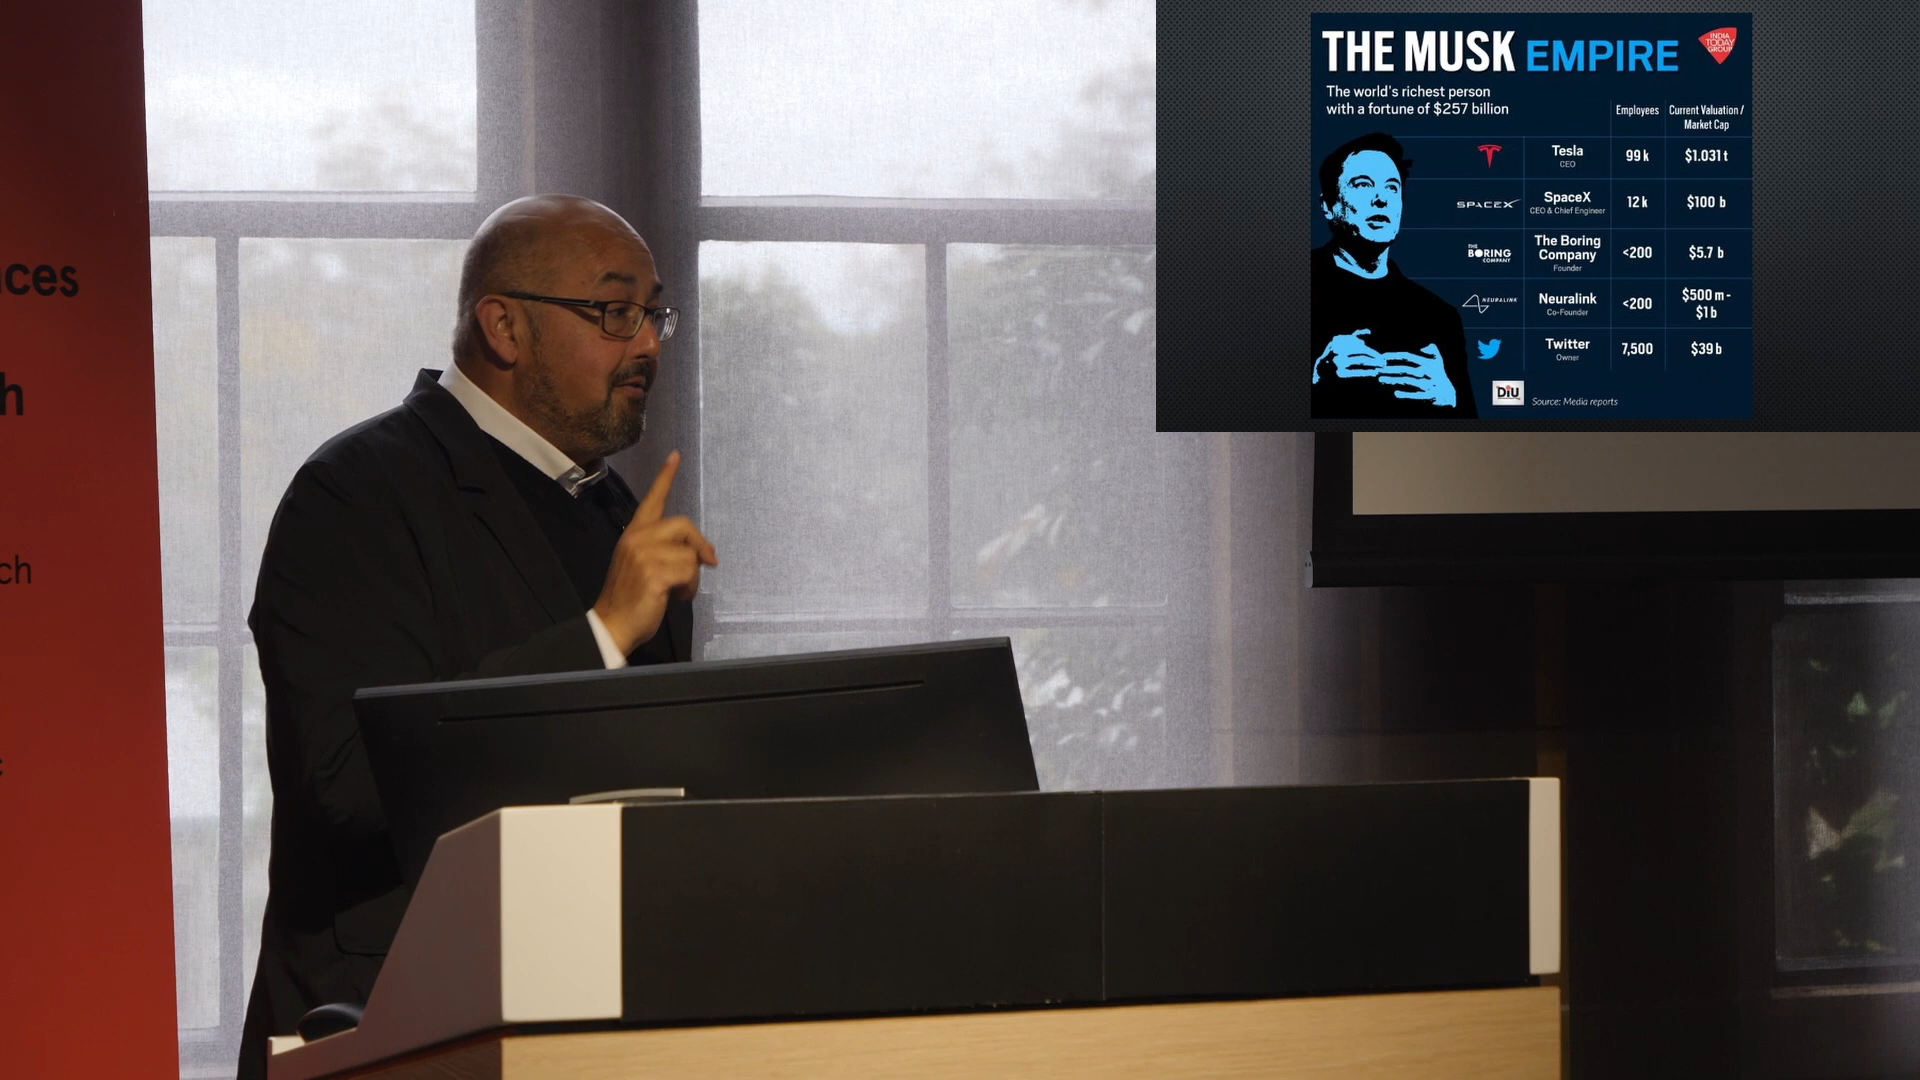 ces
h
ch
THE MUSK EMPIRE
INDIA
TODAY
GROUP
The world's richest person
with a fortune of $257 billion
Employees
Current Valuation /
Market Cap
Tesla
CEO
99 k
$1.031 t
SPACEX
SpaceX
CEO & Chief Engineer
12 k
$100 b
THE
BORING
COMPANY
The Boring
Company
Founder
<200
$5.7 b
NEURALINK
Neuralink
Co-Founder
<200
$500 m -
$1 b
Twitter
Owner
7,500
$39 b
DiU
Source: Media reports